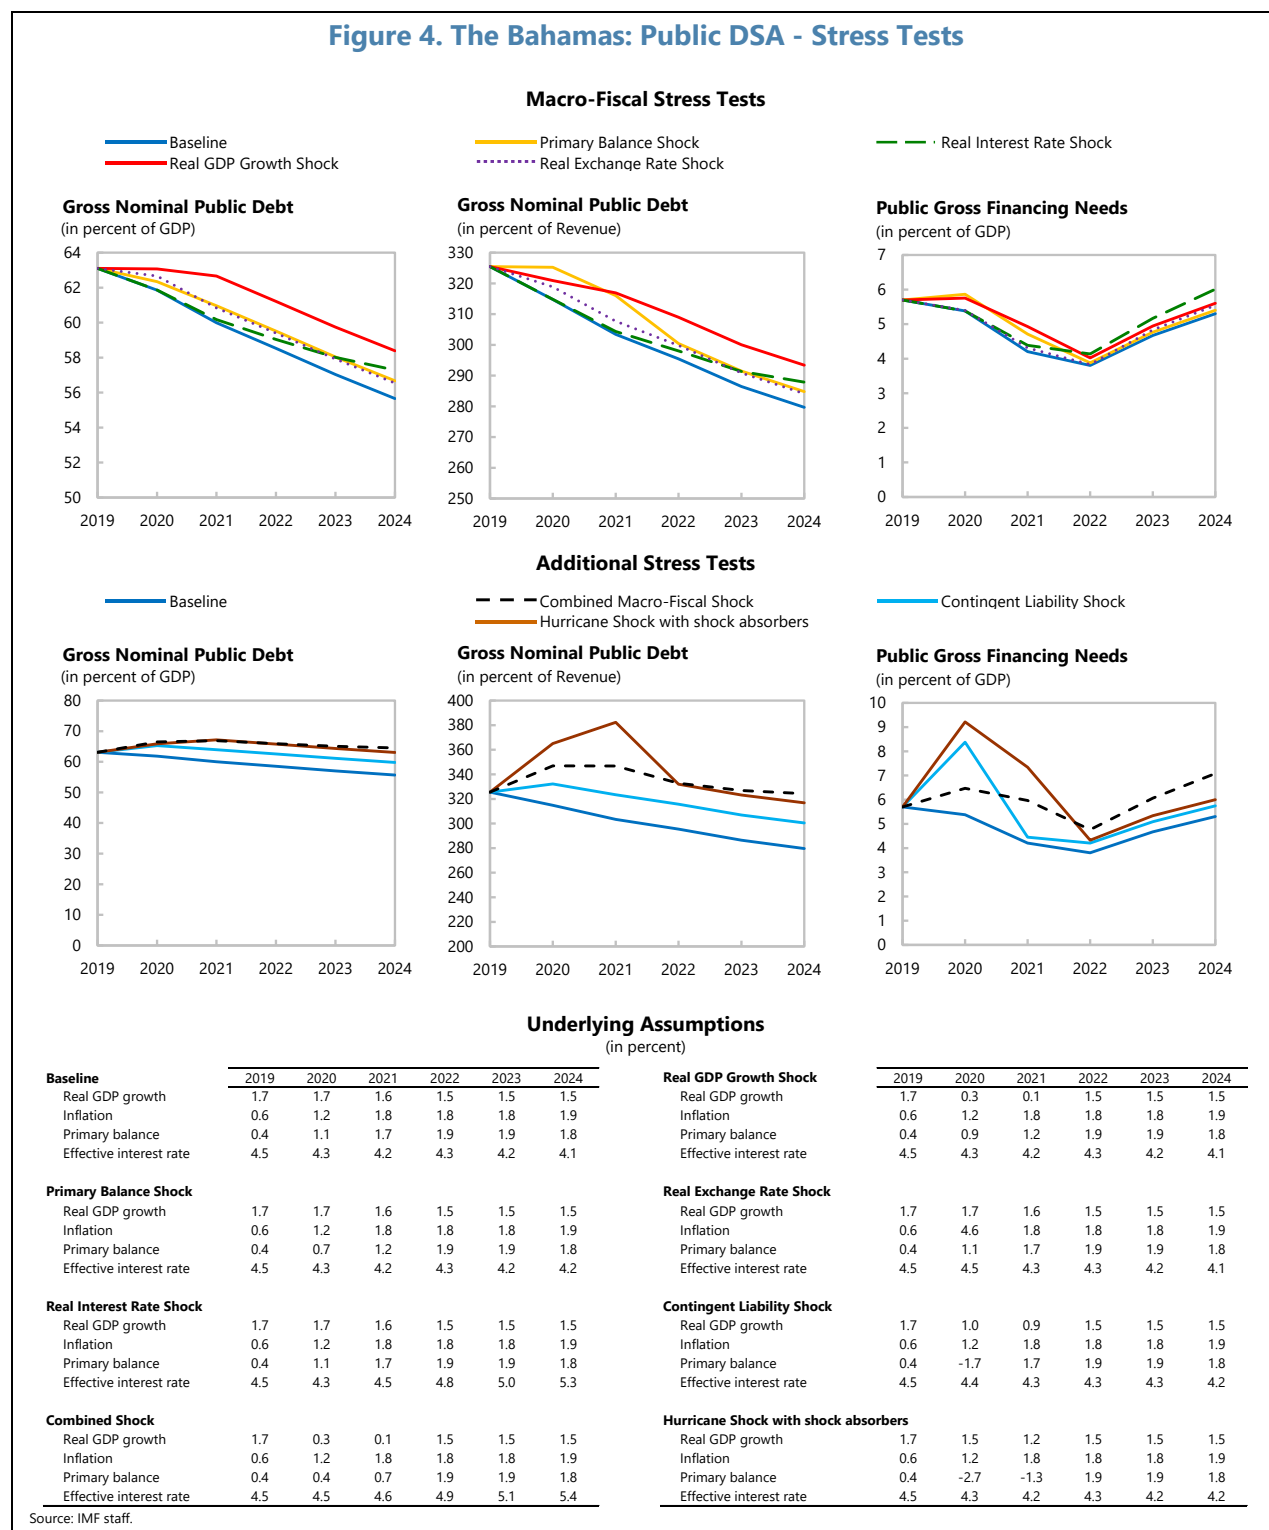 Figure 4. The Bahamas: Public DSA - Stress Tests
Macro-Fiscal Stress Tests
Baseline Primary Balance Shock Real Interest Rate Shock
Real GDP Growth Shock Real Exchange Rate Shock
Gross Nominal Public Debt
(in percent of GDP)
64
62
60
58
56
54
52
50
2019 2020 2021 2022 2023 2024
Gross Nominal Public Debt
(in percent of Revenue)
330
320
310
300
290
280
270
260
250
2019 2020 2021 2022 2023 2024
Public Gross Financing Needs
(in percent of GDP)
7
6
5
4
3
2
1
0
2019 2020 2021 2022 2023 2024
Additional Stress Tests
Baseline Combined Macro-Fiscal Shock Contingent Liability Shock
Hurricane Shock with shock absorbers
Gross Nominal Public Debt
(in percent of GDP)
80
70
60
50
40
30
20
10
0
2019 2020 2021 2022 2023 2024
Gross Nominal Public Debt
(in percent of Revenue)
400
380
360
340
320
300
280
260
240
220
200
2019 2020 2021 2022 2023 2024
Public Gross Financing Needs
(in percent of GDP)
10
9
8
7
6
5
4
3
2
1
0
2019 2020 2021 2022 2023 2024
Underlying Assumptions
(in percent)
Baseline 2019 2020 2021 2022 2023 2024
Real GDP growth 1.7 1.7 1.6 1.5 1.5 1.5
Inflation 0.6 1.2 1.8 1.8 1.8 1.9
Primary balance 0.4 1.1 1.7 1.9 1.9 1.8
Effective interest rate 4.5 4.3 4.2 4.3 4.2 4.1
Primary Balance Shock
Real GDP growth 1.7 1.7 1.6 1.5 1.5 1.5
Inflation 0.6 1.2 1.8 1.8 1.8 1.9
Primary balance 0.4 0.7 1.2 1.9 1.9 1.8
Effective interest rate 4.5 4.3 4.2 4.3 4.2 4.2
Real Interest Rate Shock
Real GDP growth 1.7 1.7 1.6 1.5 1.5 1.5
Inflation 0.6 1.2 1.8 1.8 1.8 1.9
Primary balance 0.4 1.1 1.7 1.9 1.9 1.8
Effective interest rate 4.5 4.3 4.5 4.8 5.0 5.3
Combined Shock
Real GDP growth 1.7 0.3 0.1 1.5 1.5 1.5
Inflation 0.6 1.2 1.8 1.8 1.8 1.9
Primary balance 0.4 0.4 0.7 1.9 1.9 1.8
Effective interest rate 4.5 4.5 4.6 4.9 5.1 5.4
Real GDP Growth Shock 2019 2020 2021 2022 2023 2024
Real GDP growth 1.7 0.3 0.1 1.5 1.5 1.5
Inflation 0.6 1.2 1.8 1.8 1.8 1.9
Primary balance 0.4 0.9 1.2 1.9 1.9 1.8
Effective interest rate 4.5 4.3 4.2 4.3 4.2 4.1
Real Exchange Rate Shock
Real GDP growth 1.7 1.7 1.6 1.5 1.5 1.5
Inflation 0.6 4.6 1.8 1.8 1.8 1.9
Primary balance 0.4 1.1 1.7 1.9 1.9 1.8
Effective interest rate 4.5 4.5 4.3 4.3 4.2 4.1
Contingent Liability Shock
Real GDP growth 1.7 1.0 0.9 1.5 1.5 1.5
Inflation 0.6 1.2 1.8 1.8 1.8 1.9
Primary balance 0.4 -1.7 1.7 1.9 1.9 1.8
Effective interest rate 4.5 4.4 4.3 4.3 4.3 4.2
Hurricane Shock with shock absorbers
Real GDP growth 1.7 1.5 1.2 1.5 1.5 1.5
Inflation 0.6 1.2 1.8 1.8 1.8 1.9
Primary balance 0.4 -2.7 -1.3 1.9 1.9 1.8
Effective interest rate 4.5 4.3 4.2 4.3 4.2 4.2
Source: IMF staff.